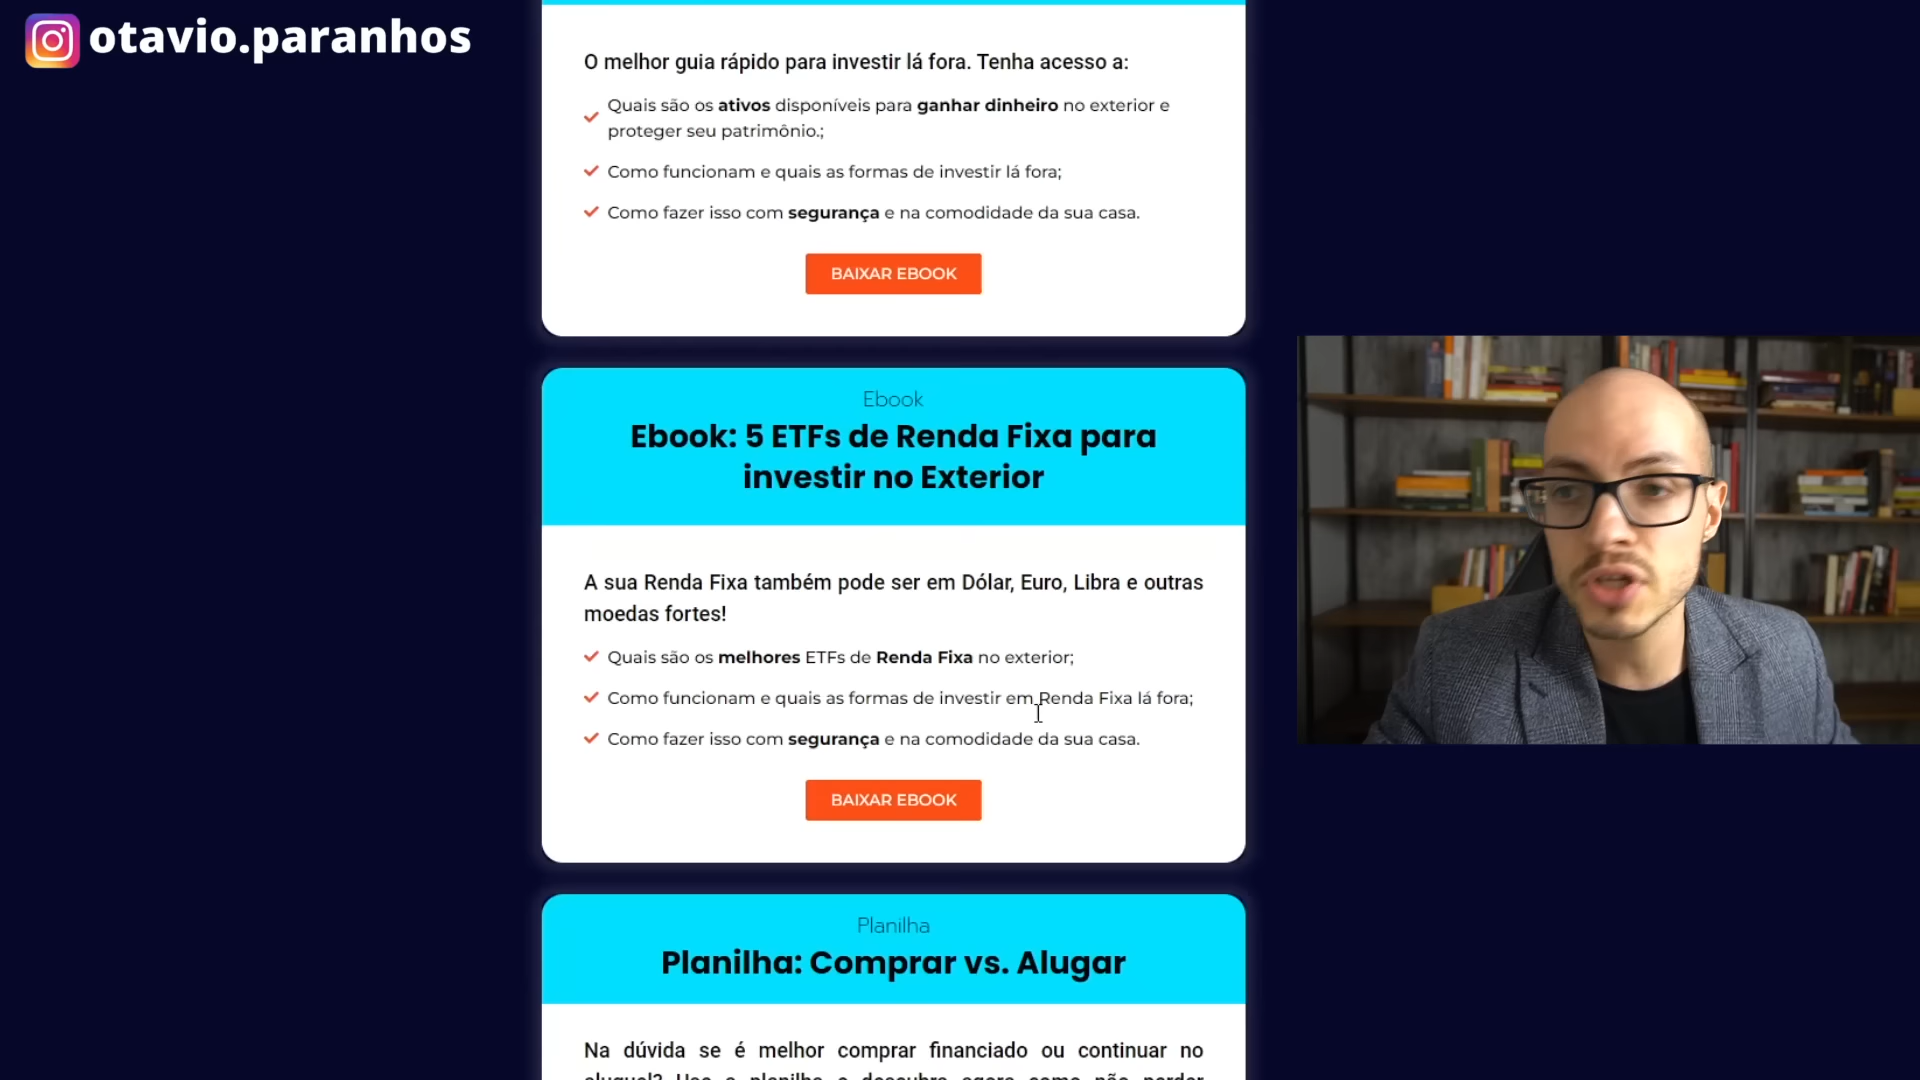 otavio.paranhos
O melhor guia rápido para investir lá fora. Tenha acesso a:
Quais são os ativos disponíveis para ganhar dinheiro no exterior e
proteger seu patrimônio.;
Como funcionam e quais as formas de investir lá fora;
Como fazer isso com segurança e na comodidade da sua casa.
BAIXAR EBOOK
Ebook
Ebook: 5 ETFs de Renda Fixa para
investir no Exterior
A sua Renda Fixa também pode ser em Dólar, Euro, Libra e outras
moedas fortes!
Quais são os melhores ETFs de Renda Fixa no exterior;
Como funcionam e quais as formas de investir em Renda Fixa lá fora;
Como fazer isso com segurança e na comodidade da sua casa.
BAIXAR EBOOK
Planilha
Planilha: Comprar vs. Alugar
Na dúvida se é melhor comprar financiado ou continuar no